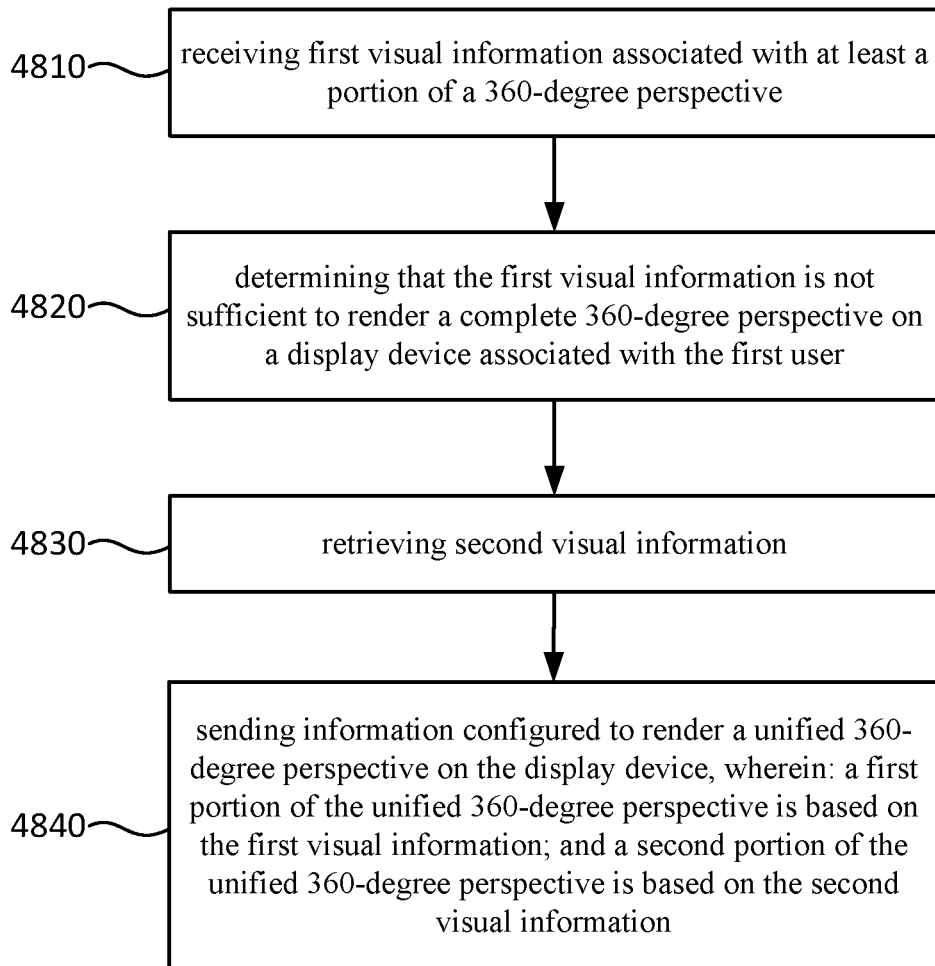 4810
receiving first visual information associated with at least a
portion of a 360-degree perspective
4820
determining that the first visual information is not
sufficient to render a complete 360-degree perspective on
a display device associated with the first user
4830
retrieving second visual information
4840
sending information configured to render a unified 360-
degree perspective on the display device, wherein: a first
portion of the unified 360-degree perspective is based on
the first visual information; and a second portion of the
unified 360-degree perspective is based on the second
visual information